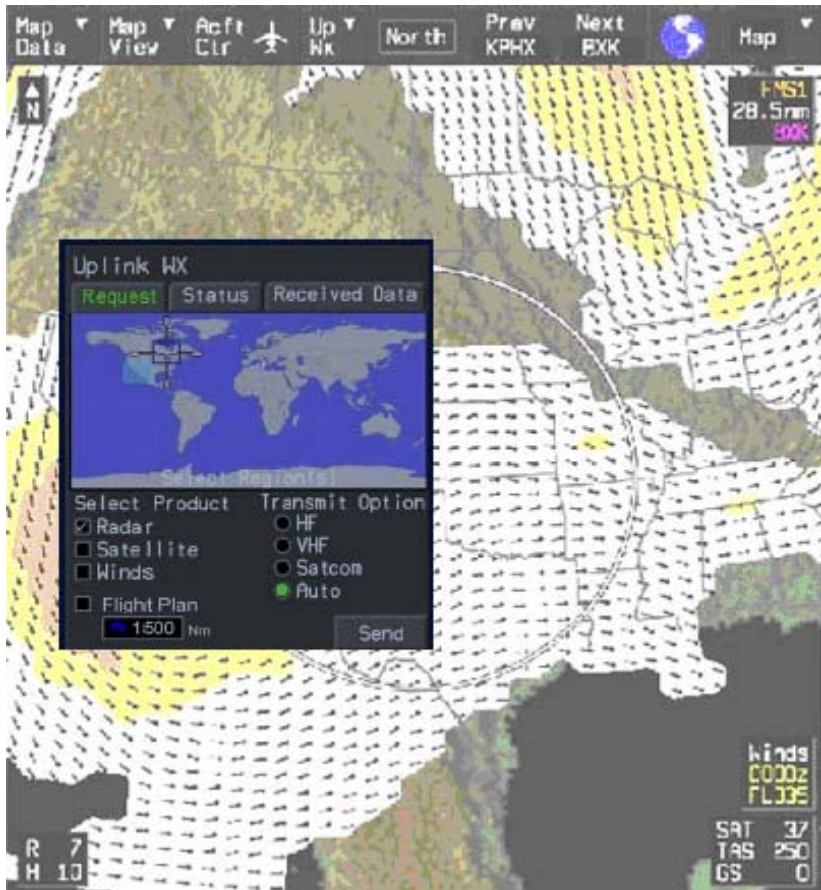 Map Data
Map View
Acft Clr
Up Wx
North
Prev KPHX
Next BXK
Map
N
FMS1
28.5nm
BXK
Uplink WX
Request Status Received Data
Select Region(s)
Select Product
Radar
Satellite
Winds
Flight Plan
1500 Nm
Transmit Option
HF
VHF
Satcom
Auto
Send
Winds
0000z
FL335
R 7
H 10
SAT 37
TAS 250
GS 0